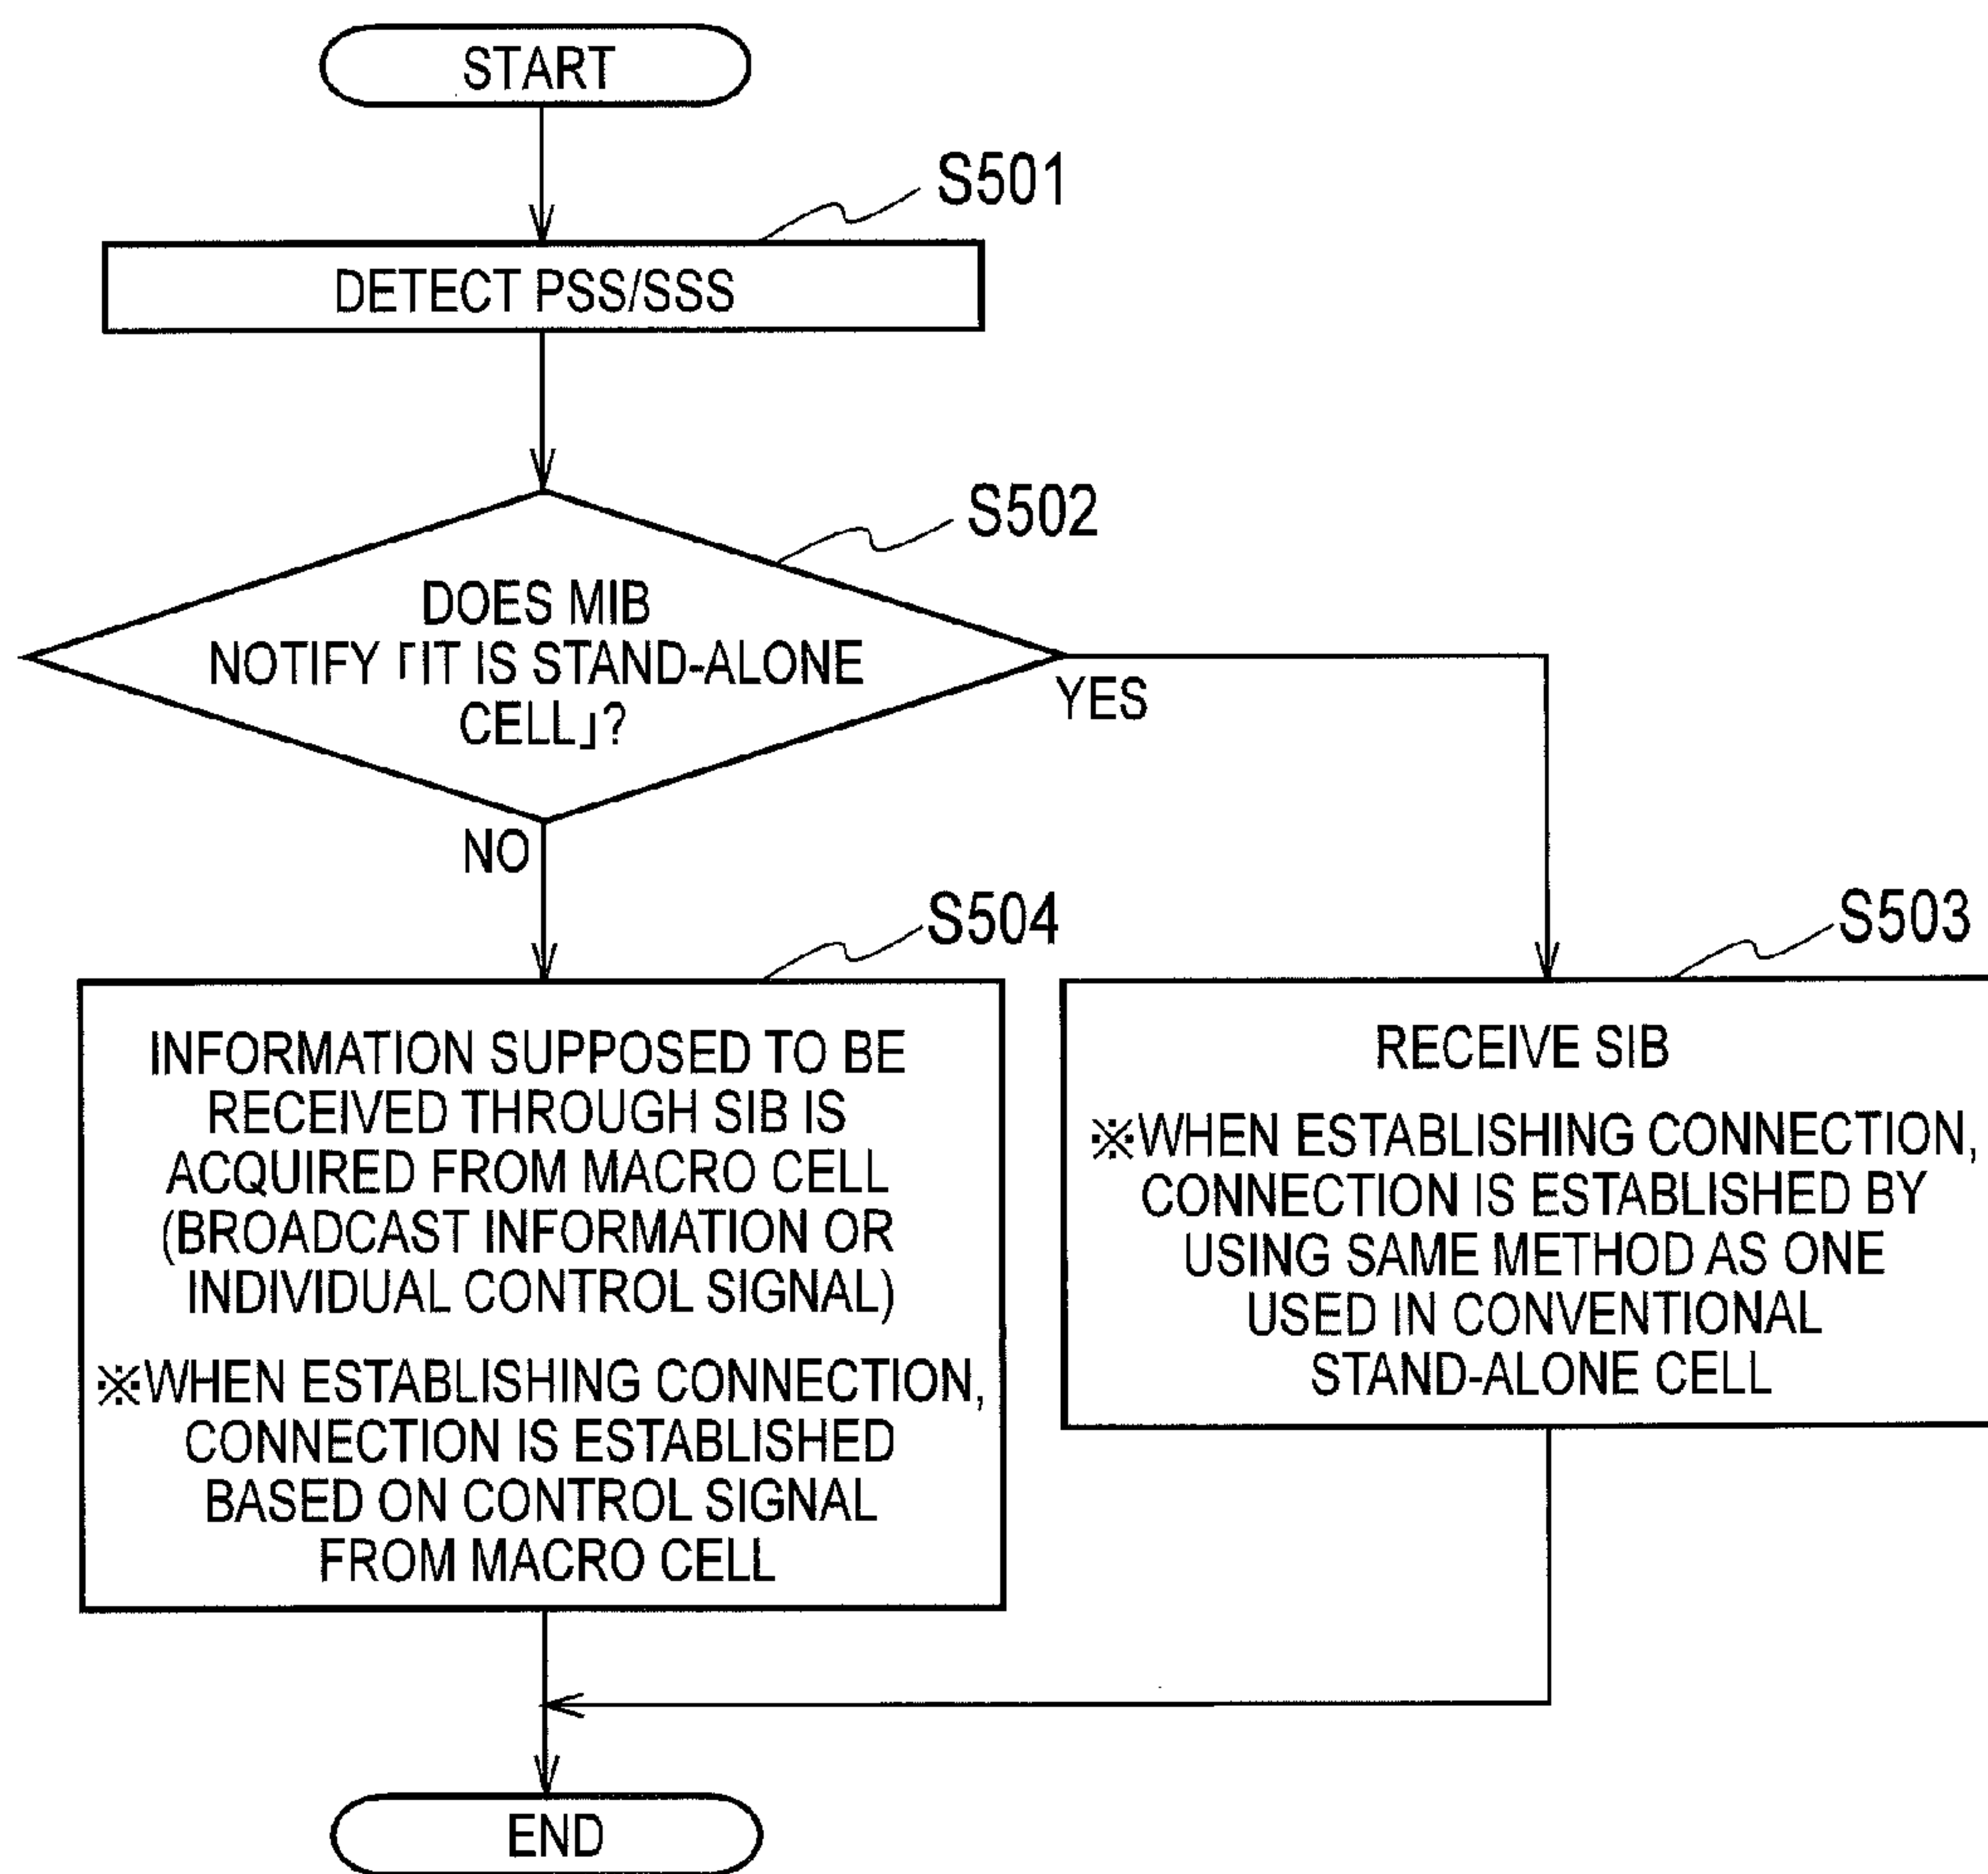 START
S501
DETECT PSS/SSS
S502
DOES MIB
NOTIFY「IT IS STAND-ALONE
CELL」?
YES
NO
S504
INFORMATION SUPPOSED TO BE
RECEIVED THROUGH SIB IS
ACQUIRED FROM MACRO CELL
(BROADCAST INFORMATION OR
INDIVIDUAL CONTROL SIGNAL)
※WHEN ESTABLISHING CONNECTION,
CONNECTION IS ESTABLISHED
BASED ON CONTROL SIGNAL
FROM MACRO CELL
S503
RECEIVE SIB
※WHEN ESTABLISHING CONNECTION,
CONNECTION IS ESTABLISHED BY
USING SAME METHOD AS ONE
USED IN CONVENTIONAL
STAND-ALONE CELL
END